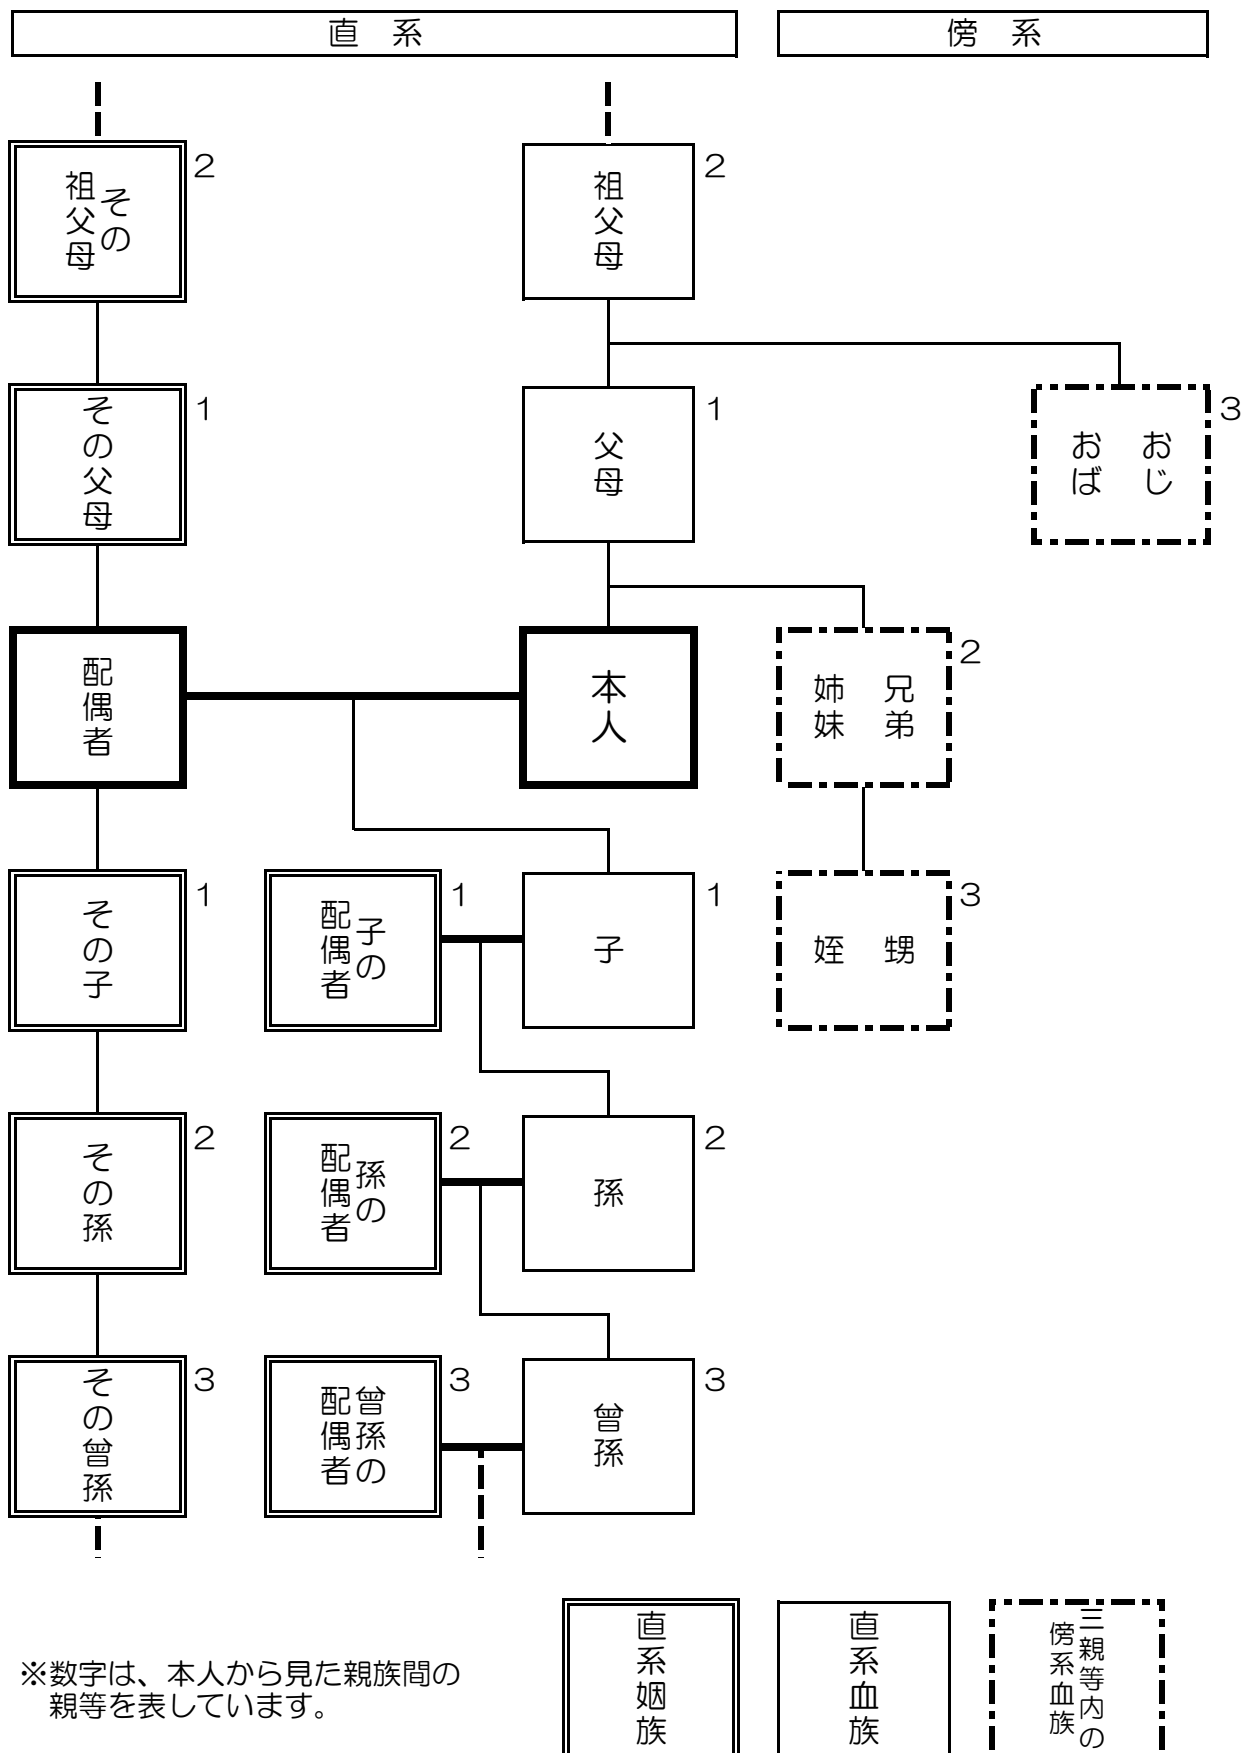 直　系
傍　系
その
祖父母
2
祖父母
2
その父母
1
父母
1
おじ
おば
3
配偶者
本人
兄弟
姉妹
2
その子
1
子の
配偶者
1
子
1
甥
姪
3
その孫
2
孫の
配偶者
2
孫
2
その曾孫
3
曾孫の
配偶者
3
曾孫
3
※数字は、本人から見た親族間の
親等を表しています。
直系姻族
直系血族
三親等内の
傍系血族